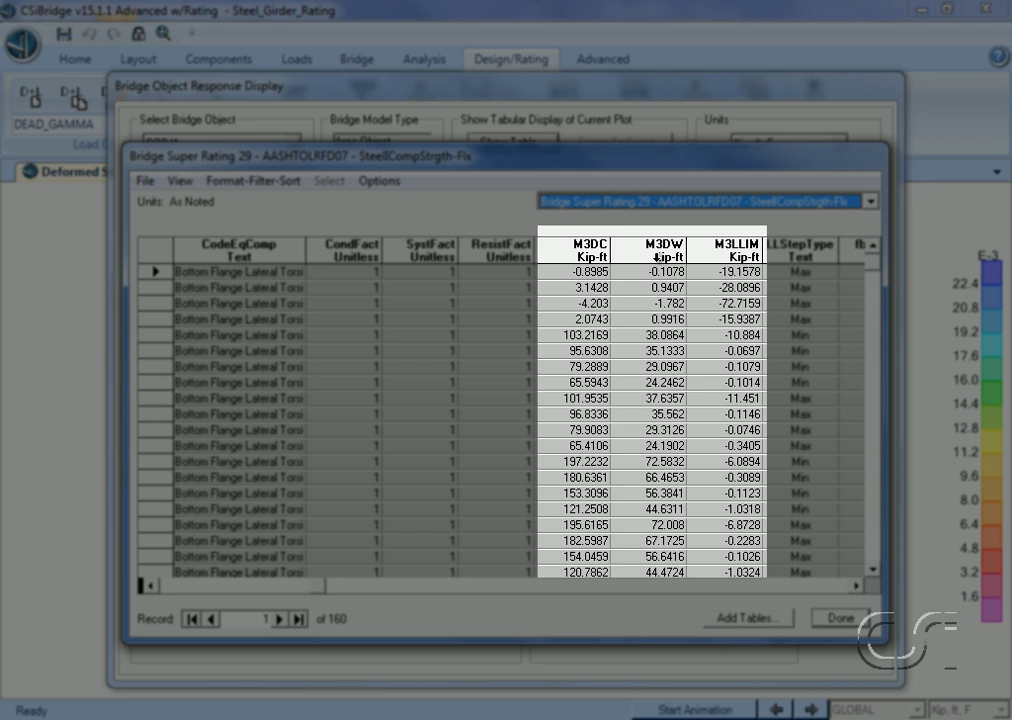 CSiBridge v15.1.1 Advanced w/Rating - Steel_Girder_Rating
Home Layout Components Loads Bridge Analysis Design/Rating Advanced
DEAD_GAMMA
Bridge Object Response Display
Select Bridge Object Bridge Model Type Show Tabular Display of Current Plot Units
Deformed S
Bridge Super Rating 29 - AASHTOLRFD07 - SteelICompStrgth-Flx
File View Format-Filter-Sort Select Options
Units: As Noted
Bridge Super Rating 29 - AASHTOLRFD07 - SteelICompStrgth-Flx
CodeEqComp CondFact SystFact ResistFact M3DC M3DW M3LLIM LLStepType
Text Unitless Unitless Unitless Kip-ft Kip-ft Kip-ft Text
Bottom Flange Lateral Torsi 1 1 1 -0.8985 -0.1078 -19.1578 Max
Bottom Flange Lateral Torsi 1 1 1 3.1428 0.9407 -28.0896 Max
Bottom Flange Lateral Torsi 1 1 1 -4.203 -1.782 -72.7159 Max
Bottom Flange Lateral Torsi 1 1 1 2.0743 0.9916 -15.9387 Max
Bottom Flange Lateral Torsi 1 1 1 103.2169 38.0864 -10.884 Min
Bottom Flange Lateral Torsi 1 1 1 95.6308 35.1333 -0.0697 Min
Bottom Flange Lateral Torsi 1 1 1 79.2889 29.0967 -0.1079 Min
Bottom Flange Lateral Torsi 1 1 1 65.5943 24.2462 -0.1014 Min
Bottom Flange Lateral Torsi 1 1 1 101.9535 37.6357 -11.451 Max
Bottom Flange Lateral Torsi 1 1 1 96.8336 35.562 -0.1146 Max
Bottom Flange Lateral Torsi 1 1 1 79.9083 29.3126 -0.0746 Max
Bottom Flange Lateral Torsi 1 1 1 65.4106 24.1902 -0.3405 Max
Bottom Flange Lateral Torsi 1 1 1 197.2232 72.5832 -6.0894 Min
Bottom Flange Lateral Torsi 1 1 1 180.6361 66.4653 -0.3089 Min
Bottom Flange Lateral Torsi 1 1 1 153.3096 56.3841 -0.1123 Min
Bottom Flange Lateral Torsi 1 1 1 121.2508 44.6311 -1.0318 Min
Bottom Flange Lateral Torsi 1 1 1 195.6165 72.008 -6.8728 Max
Bottom Flange Lateral Torsi 1 1 1 182.5987 67.1725 -0.2283 Max
Bottom Flange Lateral Torsi 1 1 1 154.0459 56.6416 -0.1026 Max
Bottom Flange Lateral Torsi 1 1 1 120.7862 44.4724 -1.0324 Max
Record: 1 of 160
Add Tables... Done
E-3
22.4
20.8
19.2
17.6
16.0
14.4
12.8
11.2
9.6
8.0
6.4
4.8
3.2
1.6
CSI
Ready Start Animation GLOBAL Kip, ft, F